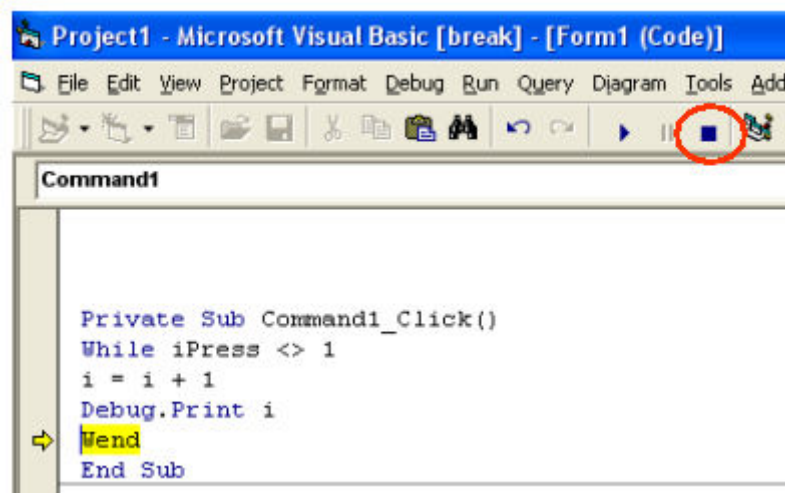 Project1 - Microsoft Visual Basic [break] - [Form1 (Code)]
File Edit View Project Format Debug Run Query Diagram Tools Add
Command1
Private Sub Command1_Click()
While iPress <> 1
i = i + 1
Debug.Print i
Wend
End Sub